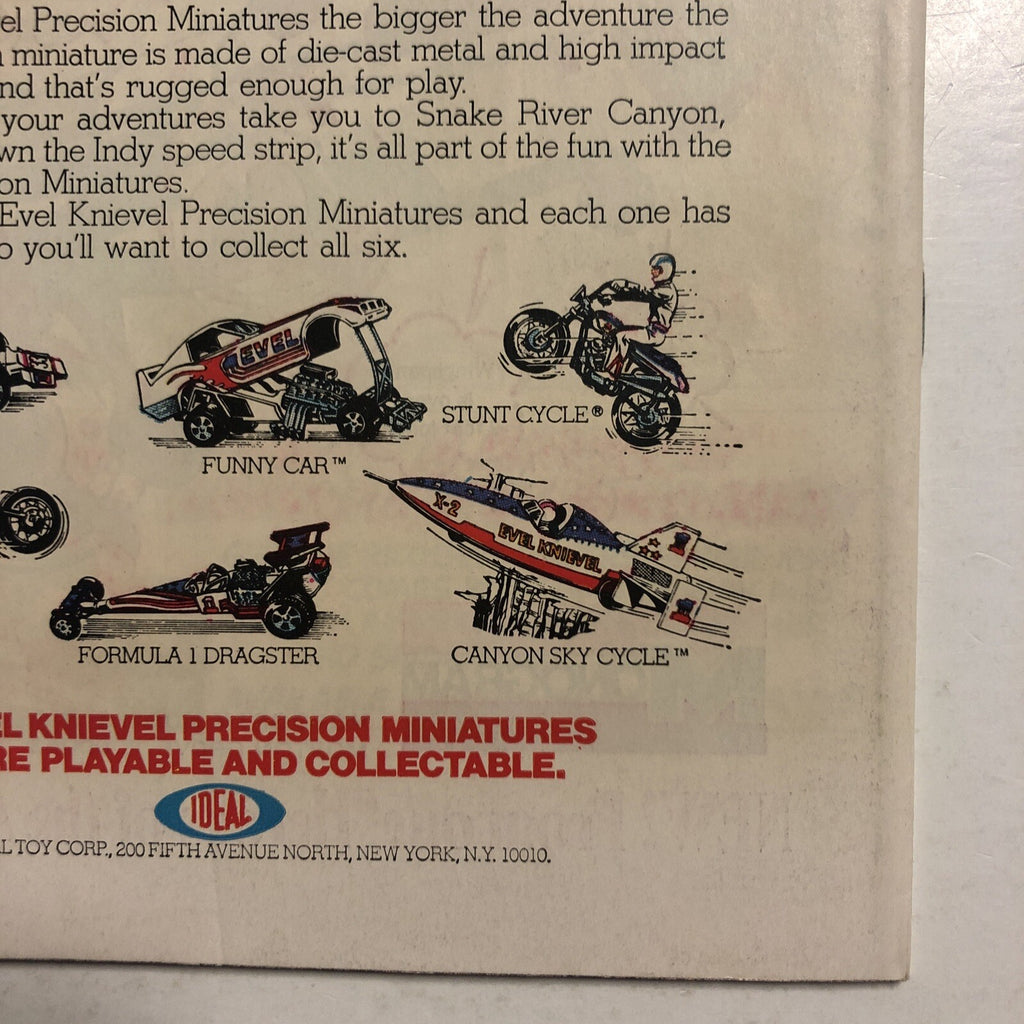 el Precision Miniatures the bigger the adventure the
miniature is made of die-cast metal and high impact
nd that's rugged enough for play.
your adventures take you to Snake River Canyon,
wn the Indy speed strip, it's all part of the fun with the
on Miniatures.
Evel Knievel Precision Miniatures and each one has
o you'll want to collect all six.
EVEL
STUNT CYCLE®
FUNNY CAR™
X-2
EVEL KNIEVEL
1
FORMULA 1 DRAGSTER
CANYON SKY CYCLE™
EL KNIEVEL PRECISION MINIATURES
RE PLAYABLE AND COLLECTABLE.
IDEAL
L TOY CORP., 200 FIFTH AVENUE NORTH, NEW YORK, N.Y. 10010.